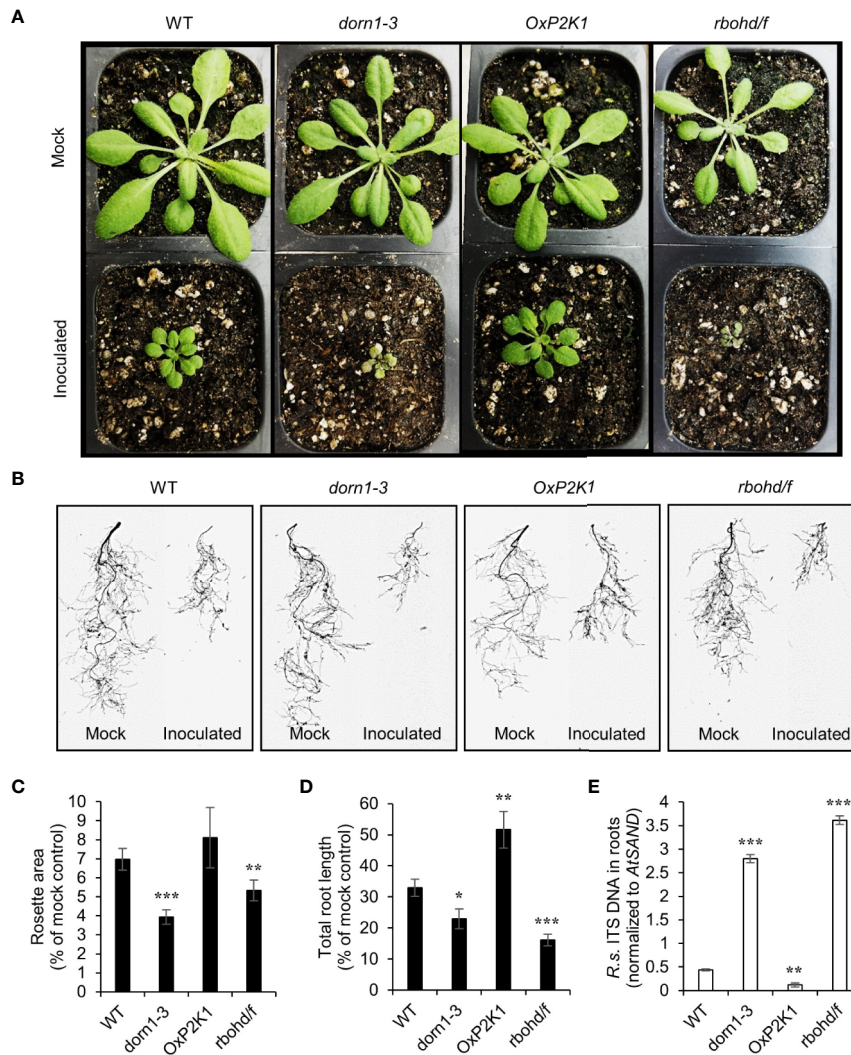 A
WT dorn1-3 OxP2K1 rbohd/f
Mock
Inoculated
B
WT dorn1-3 OxP2K1 rbohd/f
Mock Inoculated Mock Inoculated Mock Inoculated Mock Inoculated
C
Rosette area
(% of mock control)
10
9
8
7
6
5
4
3
2
1
0
***
**
WT dorn1-3 OxP2K1 rbohd/f
D
Total root length
(% of mock control)
60
50
40
30
20
10
0
*
**
***
WT dorn1-3 OxP2K1 rbohd/f
E
R.s. ITS DNA in roots
(normalized to AtSAND)
4
3.5
3
2.5
2
1.5
1
0.5
0
***
**
***
WT dorn1-3 OxP2K1 rbohd/f